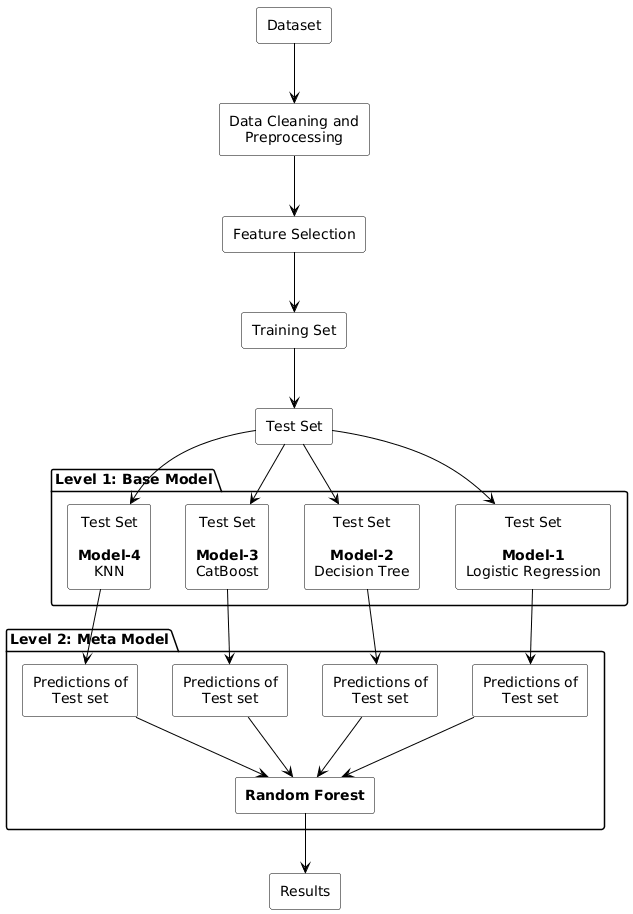 Dataset
Data Cleaning and
Preprocessing
Feature Selection
Training Set
Test Set
Level 1: Base Model
Test Set
Model-4
KNN
Test Set
Model-3
CatBoost
Test Set
Model-2
Decision Tree
Test Set
Model-1
Logistic Regression
Level 2: Meta Model
Predictions of
Test set
Predictions of
Test set
Predictions of
Test set
Predictions of
Test set
Random Forest
Results